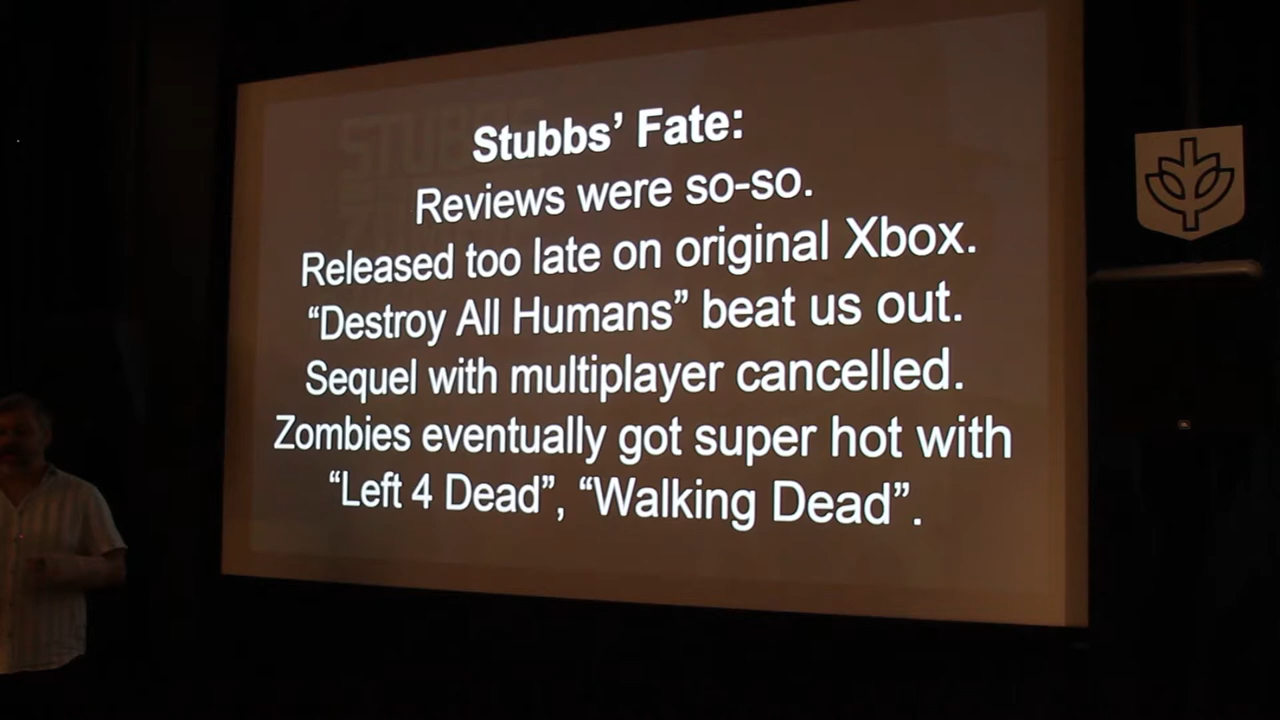 Stubbs’ Fate:
Reviews were so-so.
Released too late on original Xbox.
“Destroy All Humans” beat us out.
Sequel with multiplayer cancelled.
Zombies eventually got super hot with
“Left 4 Dead”, “Walking Dead”.